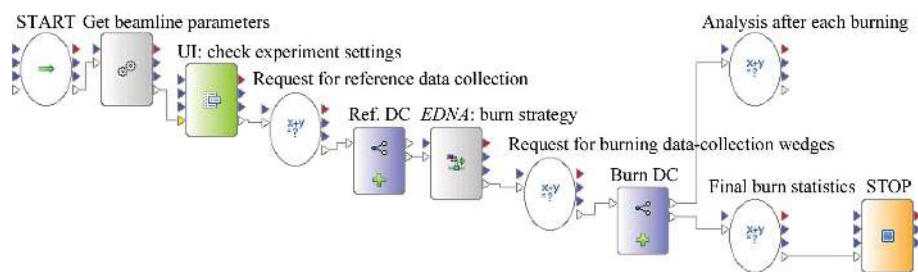 START Get beamline parameters
Analysis after each burning
UI: check experiment settings
Request for reference data collection
Ref. DC EDNA: burn strategy
Request for burning data-collection wedges
Burn DC
Final burn statistics STOP
x+y
=?
x+y
=?
x+y
=?
x+y
=?